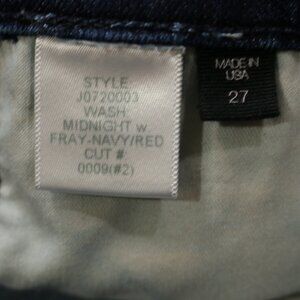 STYLE
J0720003
WASH
MIDNIGHT w
FRAY-NAVY/RED
CUT #
0009(#2)
MADE IN
USA
27